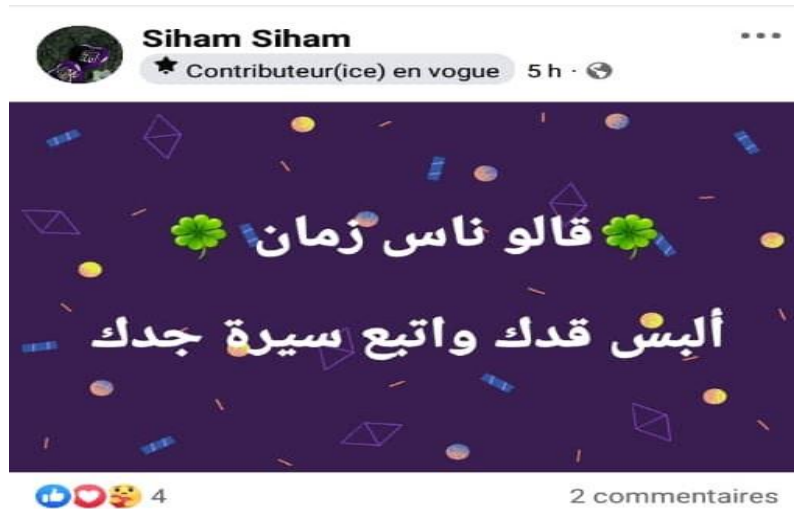 Siham Siham
Contributeur(ice) en vogue 5 h ·
🍀قالو ناس زمان 🍀
ألبس قدك واتبع سيرة جدك
4
2 commentaires